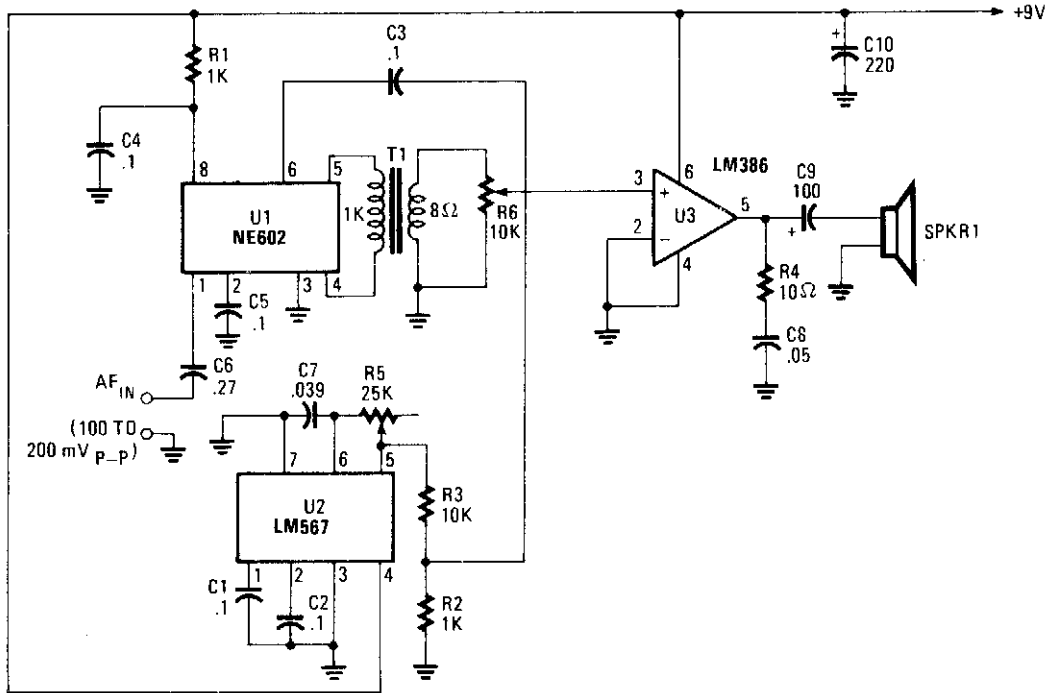 +9V
R1
1K
C3
.1
C10
220
+
C4
.1
8
6
5
T1
U1
NE602
1K
8Ω
R6
10K
1
2
3
4
C5
.1
LM386
3
+
6
U3
2
−
4
5
C9
100
+
SPKR1
R4
10Ω
C8
.05
C6
.27
AF IN
(100 TO
200 mV P–P)
C7
.039
R5
25K
7
6
5
U2
LM567
R3
10K
1
2
3
4
C1
.1
C2
.1
R2
1K